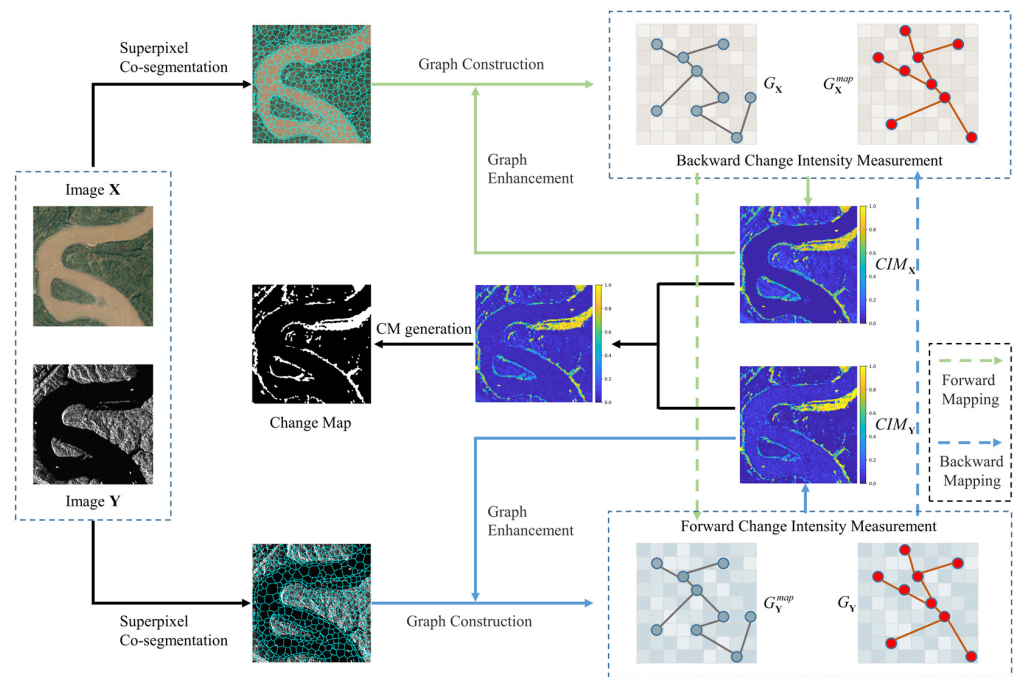 Superpixel
Co-segmentation
Graph Construction
G_X
G_X^map
Backward Change Intensity Measurement
Graph
Enhancement
Image X
1.0
0.8
0.6
0.4
0.2
0.0
CIM_X
1.0
0.8
0.6
0.4
0.2
0.0
CM generation
Change Map
1.0
0.8
0.6
0.4
0.2
0.0
CIM_Y
Forward
Mapping
Backward
Mapping
Image Y
Graph
Enhancement
Forward Change Intensity Measurement
Superpixel
Co-segmentation
Graph Construction
G_Y^map
G_Y